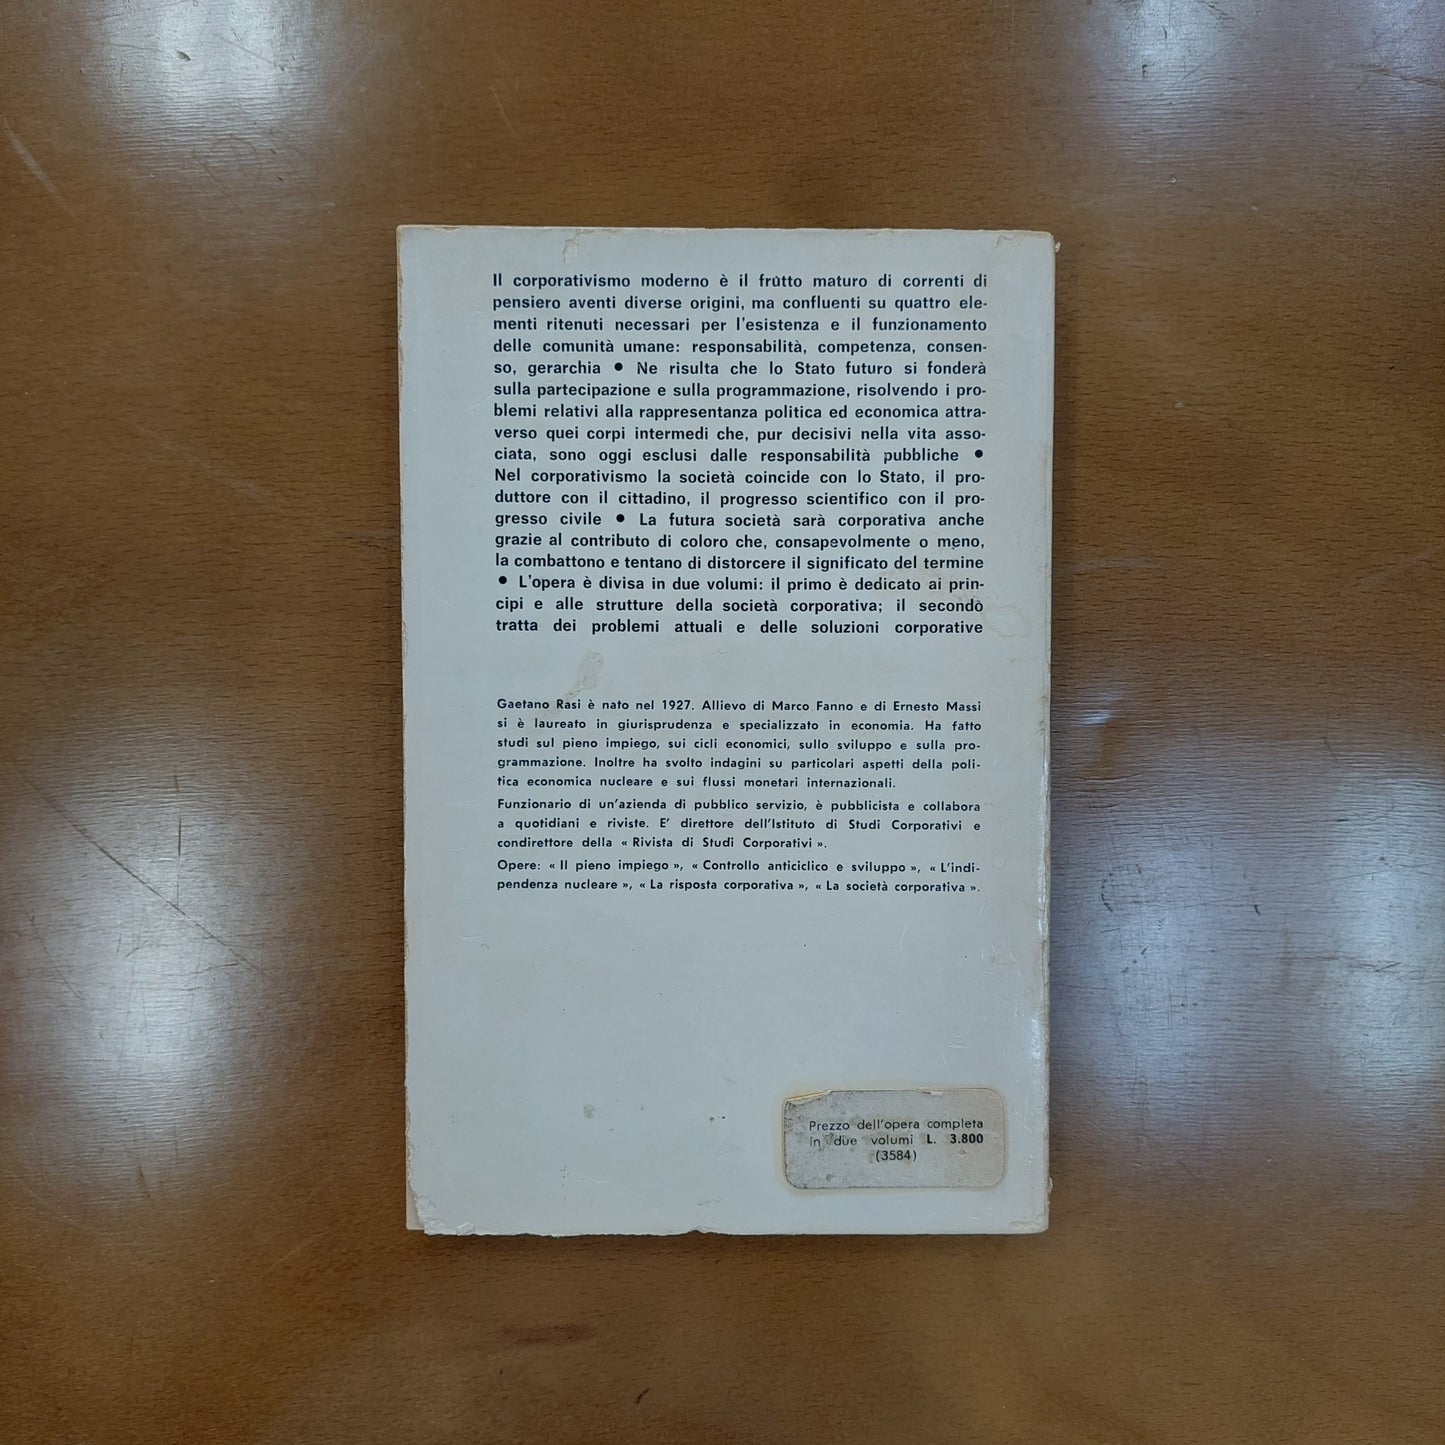 Il corporativismo moderno è il frutto maturo di correnti di
pensiero aventi diverse origini, ma confluenti su quattro ele-
menti ritenuti necessari per l'esistenza e il funzionamento
delle comunità umane: responsabilità, competenza, consen-
so, gerarchia ● Ne risulta che lo Stato futuro si fonderà
sulla partecipazione e sulla programmazione, risolvendo i pro-
blemi relativi alla rappresentanza politica ed economica attra-
verso quei corpi intermedi che, pur decisivi nella vita asso-
ciata, sono oggi esclusi dalle responsabilità pubbliche ●
Nel corporativismo la società coincide con lo Stato, il pro-
duttore con il cittadino, il progresso scientifico con il pro-
gresso civile ● La futura società sarà corporativa anche
grazie al contributo di coloro che, consapevolmente o meno,
la combattono e tentano di distorcere il significato del termine
● L'opera è divisa in due volumi: il primo è dedicato ai prin-
cipi e alle strutture della società corporativa; il secondo
tratta dei problemi attuali e delle soluzioni corporative
Gaetano Rasi è nato nel 1927. Allievo di Marco Fanno e di Ernesto Massi
si è laureato in giurisprudenza e specializzato in economia. Ha fatto
studi sul pieno impiego, sui cicli economici, sullo sviluppo e sulla pro-
grammazione. Inoltre ha svolto indagini su particolari aspetti della poli-
tica economica nucleare e sui flussi monetari internazionali.
Funzionario di un'azienda di pubblico servizio, è pubblicista e collabora
a quotidiani e riviste. E' direttore dell'Istituto di Studi Corporativi e
condirettore della « Rivista di Studi Corporativi ».
Opere: « Il pieno impiego », « Controllo anticiclico e sviluppo », « L'indi-
pendenza nucleare », « La risposta corporativa », « La società corporativa ».
Prezzo dell'opera completa
in due volumi L. 3.800
(3584)